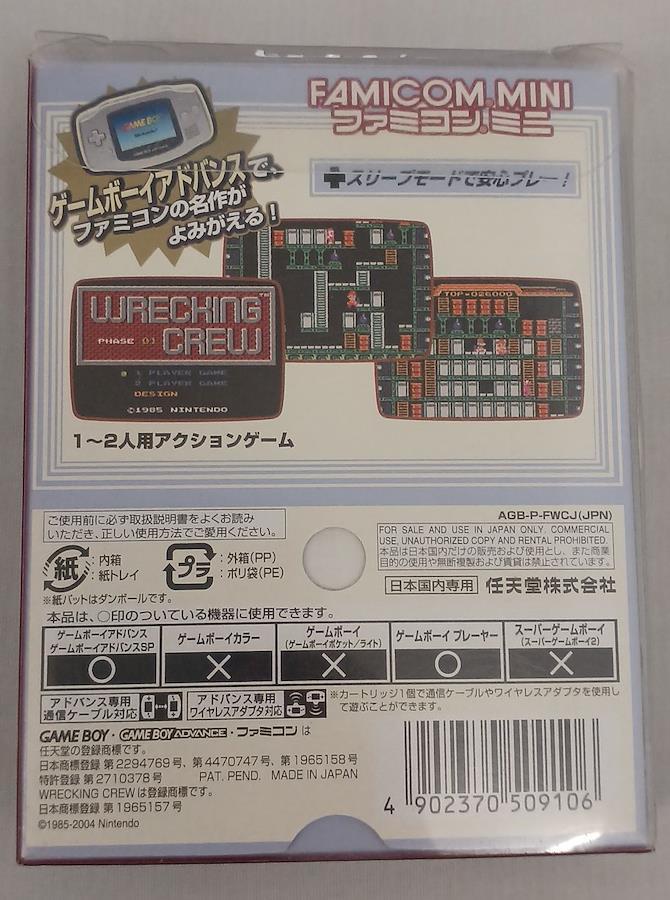 FAMICOM MINI
ファミコン ミニ
GAME BOY
ゲームボーイアドバンスで、
ファミコンの名作が
よみがえる!
スリープモードで安心プレー!
TOP-026000
WRECKING
CREW™
PHASE 01
1 PLAYER GAME
2 PLAYER GAME
DESIGN
©1985 NINTENDO
1〜2人用アクションゲーム
ご使用前に必ず取扱説明書をよくお読み
いただき、正しい使用方法でご愛用ください。
紙 :内箱
:紙トレイ
プラ :外箱(PP)
:ポリ袋(PE)
※紙パットはダンボールです。
AGB-P-FWCJ(JPN)
FOR SALE AND USE IN JAPAN ONLY. COMMERCIAL
USE, UNAUTHORIZED COPY AND RENTAL PROHIBITED.
本品は日本国内だけの販売および使用とし、また商業
目的の使用や無断複製および賃貸は禁止されています。
日本国内専用 任天堂株式会社
本品は、○印のついている機器に使用できます。
ゲームボーイアドバンス
ゲームボーイアドバンスSP
○
ゲームボーイカラー
×
ゲームボーイ
(ゲームボーイポケット/ライト)
×
ゲームボーイ プレーヤー
○
スーパーゲームボーイ
(スーパーゲームボーイ2)
×
アドバンス専用
通信ケーブル対応
アドバンス専用
ワイヤレスアダプタ対応
※カートリッジ1個で通信ケーブルやワイヤレスアダプタを使用し
て遊ぶことができます。
GAME BOY・GAME BOY ADVANCE・ファミコン は
任天堂の登録商標です。
日本商標登録 第2294769号、第4470747号、第1965158号
特許登録 第2710378号 PAT. PEND. MADE IN JAPAN
WRECKING CREWは登録商標です。
日本商標登録 第1965157号
©1985-2004 Nintendo
4 902370 509106